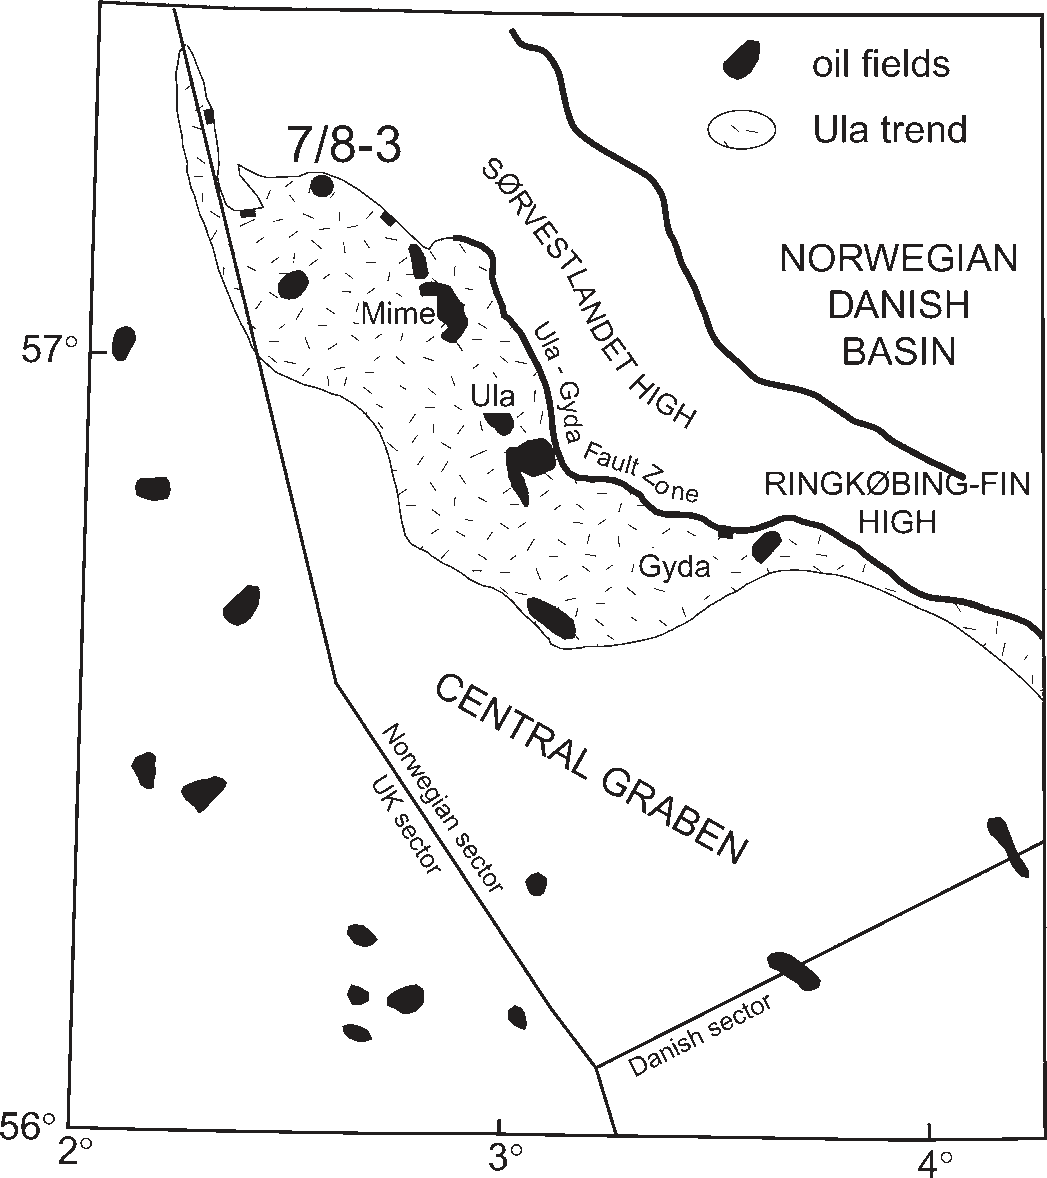 oil fields
Ula trend
7/8-3
SØRVESTLANDET HIGH
NORWEGIAN
DANISH
BASIN
Mime
57°
Ula - Gyda Fault Zone
Ula
RINGKØBING-FIN
HIGH
Gyda
CENTRAL GRABEN
Norwegian sector
UK sector
Danish sector
56°
2°
3°
4°